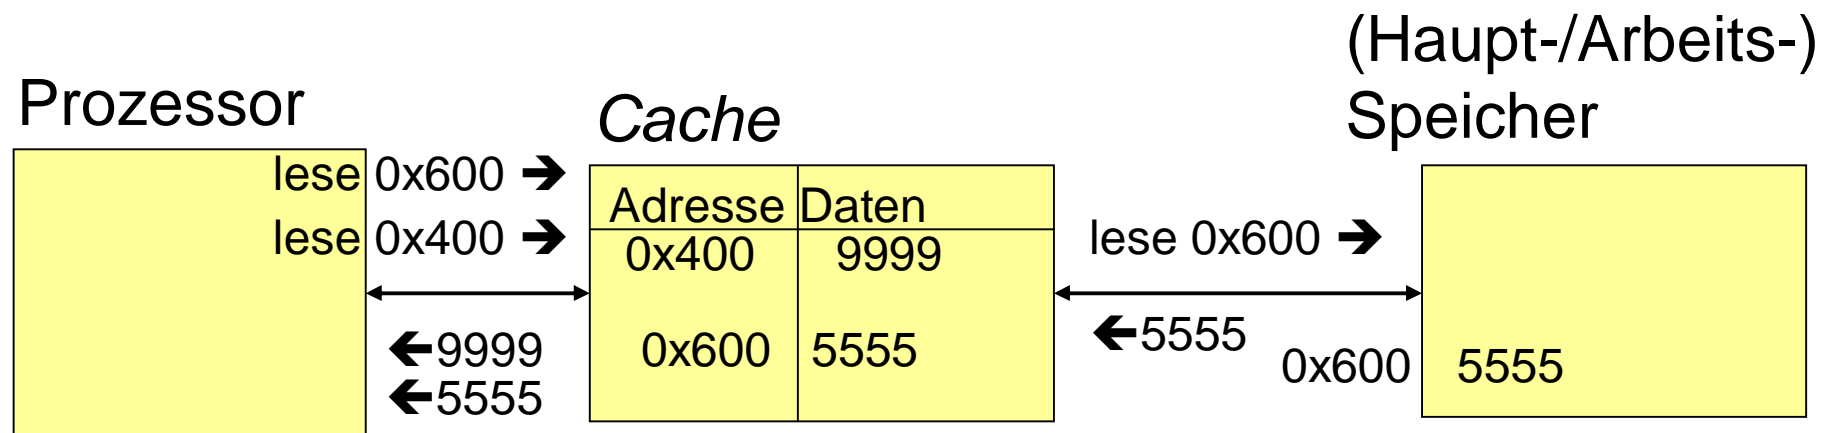 (Haupt-/Arbeits-)
Speicher
Prozessor
Cache
lese 0x600 ➔
lese 0x400 ➔
🡸9999
🡸5555
Adresse Daten
0x400 9999
0x600 5555
lese 0x600 ➔
🡸5555
0x600 5555